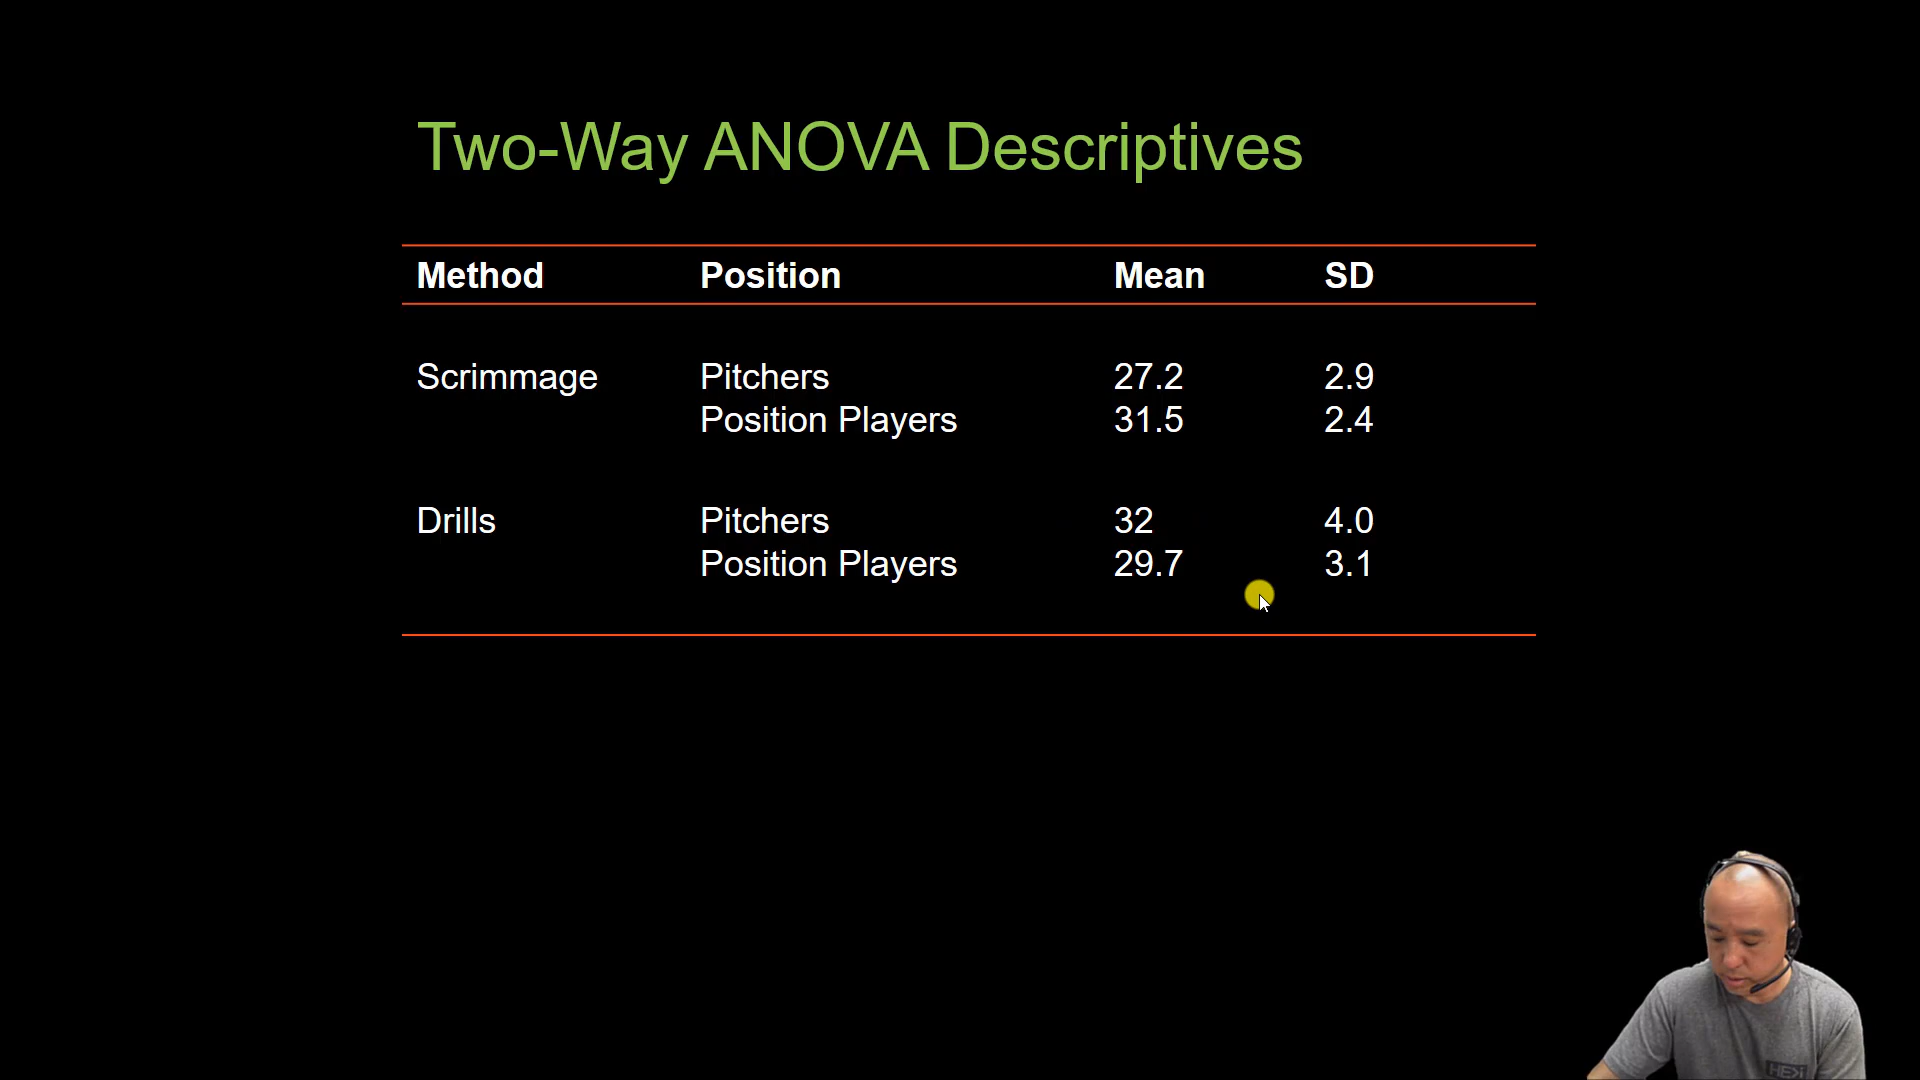 Two-Way ANOVA Descriptives
Method Position Mean SD
Scrimmage Pitchers 27.2 2.9
Position Players 31.5 2.4
Drills Pitchers 32 4.0
Position Players 29.7 3.1